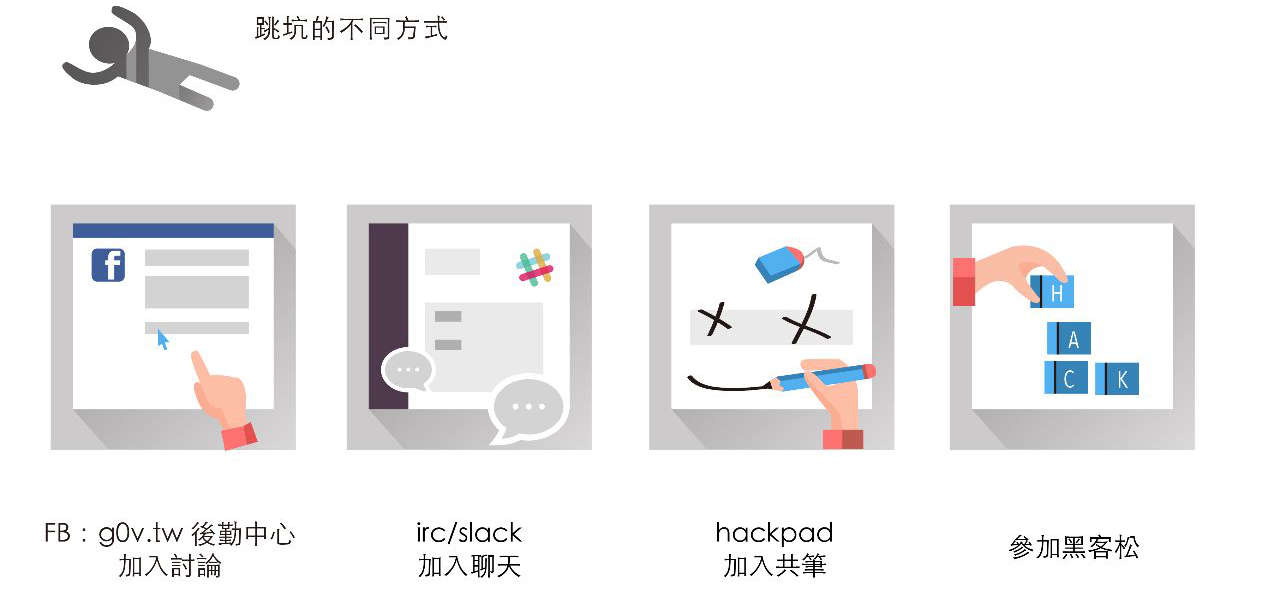 跳坑的不同方式
f
H
A
C
K
FB：g0v.tw 後勤中心
加入討論
irc/slack
加入聊天
hackpad
加入共筆
參加黑客松